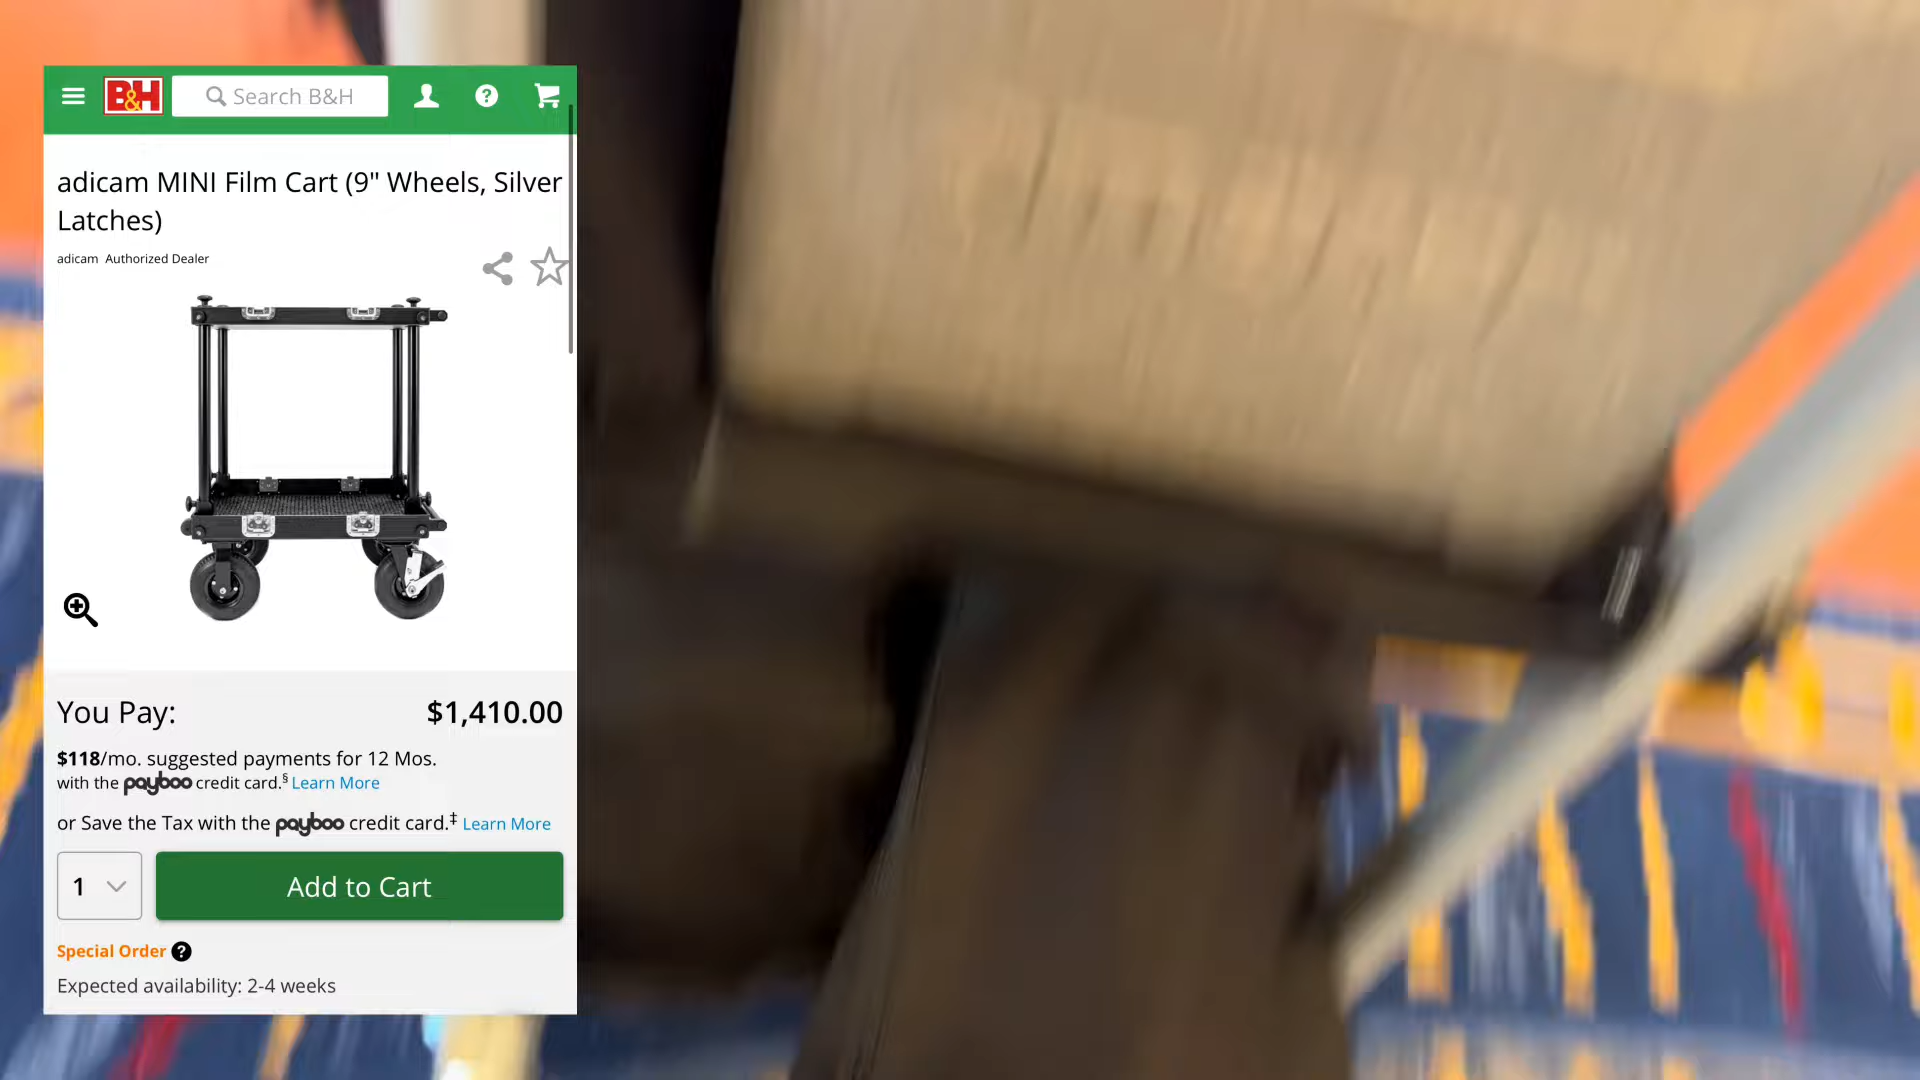 B&H
Search B&H
adicam MINI Film Cart (9" Wheels, Silver
Latches)
adicam Authorized Dealer
You Pay: $1,410.00
$118/mo. suggested payments for 12 Mos.
with the payboo credit card.§ Learn More
or Save the Tax with the payboo credit card.‡ Learn More
1 Add to Cart
Special Order ?
Expected availability: 2-4 weeks